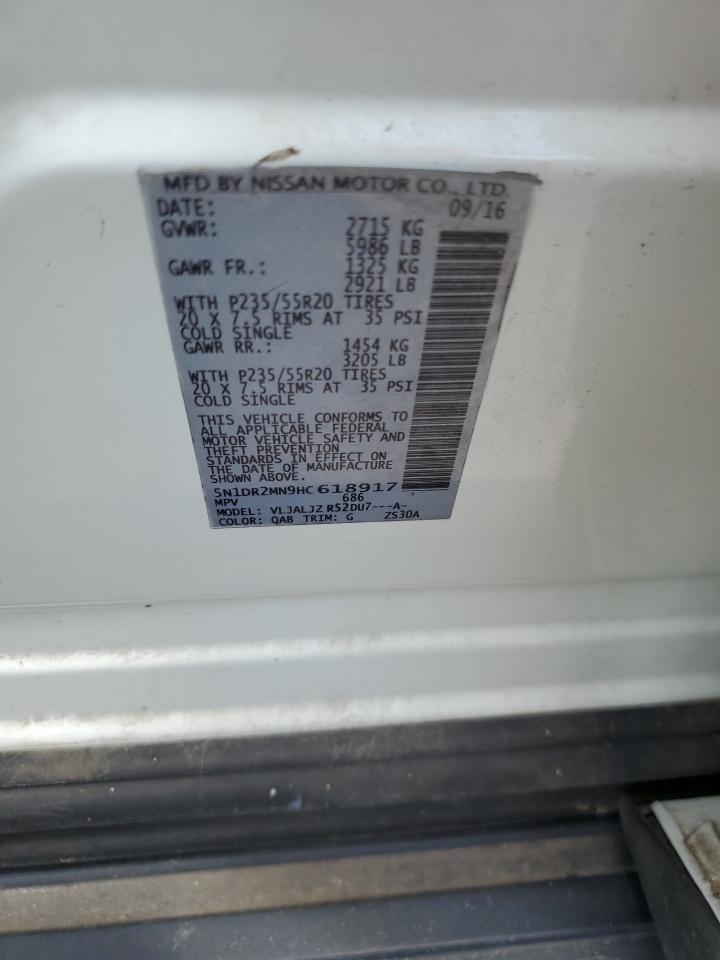 MFD BY NISSAN MOTOR CO., LTD.
DATE: 09/16
GVWR: 2715 KG
5986 LB
GAWR FR.: 1325 KG
2921 LB
WITH P235/55R20 TIRES
20 X 7.5 RIMS AT 35 PSI
COLD SINGLE
GAWR RR.: 1454 KG
3205 LB
WITH P235/55R20 TIRES
20 X 7.5 RIMS AT 35 PSI
COLD SINGLE
THIS VEHICLE CONFORMS TO
ALL APPLICABLE FEDERAL
MOTOR VEHICLE SAFETY AND
THEFT PREVENTION
STANDARDS IN EFFECT ON
THE DATE OF MANUFACTURE
SHOWN ABOVE.
5N1DR2MN9HC618917
MPV 686
MODEL: VLJALJZ R52DU7---A-
COLOR: QAB TRIM: G ZS30A